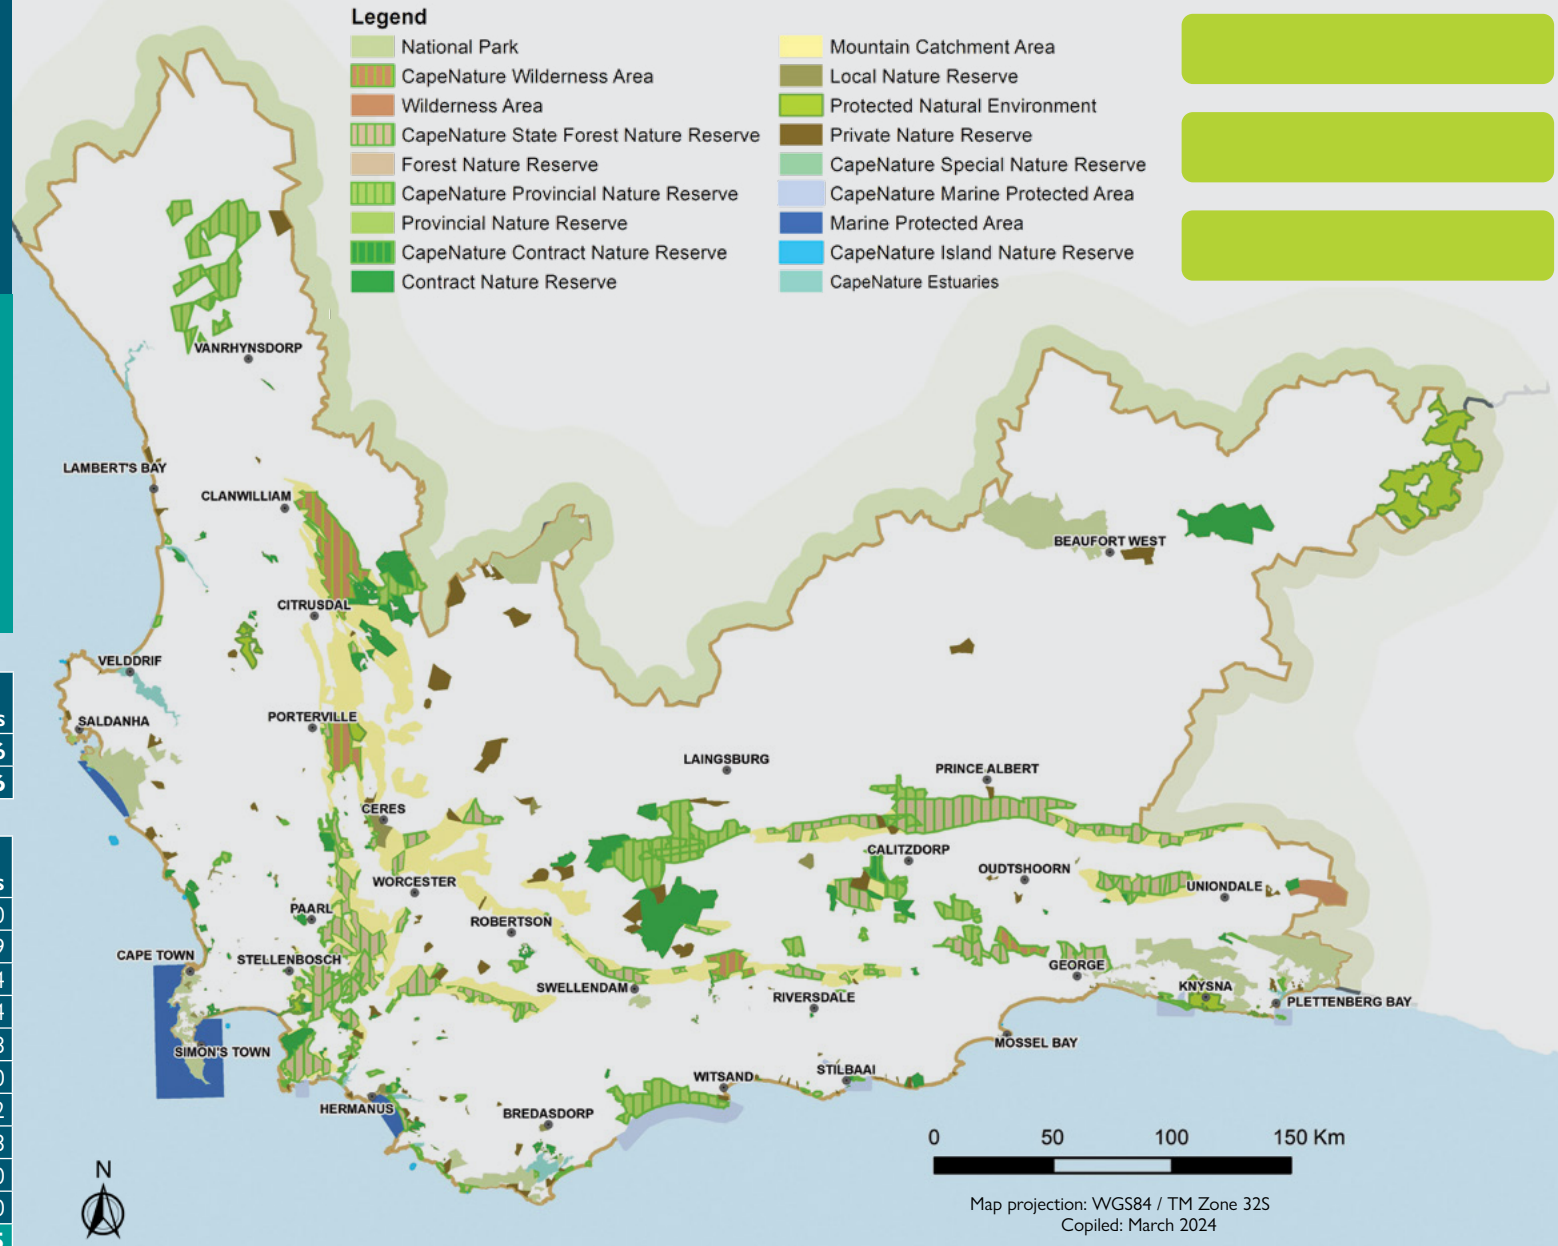 Legend
National Park
CapeNature Wilderness Area
Wilderness Area
CapeNature State Forest Nature Reserve
Forest Nature Reserve
CapeNature Provincial Nature Reserve
Provincial Nature Reserve
CapeNature Contract Nature Reserve
Contract Nature Reserve
Mountain Catchment Area
Local Nature Reserve
Protected Natural Environment
Private Nature Reserve
CapeNature Special Nature Reserve
CapeNature Marine Protected Area
Marine Protected Area
CapeNature Island Nature Reserve
CapeNature Estuaries
VANRHYNSDORP
LAMBERT'S BAY
CLANWILLIAM
BEAUFORT WEST
CITRUSDAL
VELDDRIF
SALDANHA
PORTERVILLE
LAINGSBURG
PRINCE ALBERT
CERES
CALITZDORP
OUDTSHOORN
WORCESTER
UNIONDALE
PAARL
ROBERTSON
CAPE TOWN
STELLENBOSCH
GEORGE
SWELLENDAM
KNYSNA
RIVERSDALE
PLETTENBERG BAY
MOSSEL BAY
SIMON'S TOWN
STILBAAI
WITSAND
HERMANUS
BREDASDORP
0 50 100 150 Km
N
Map projection: WGS84 / TM Zone 32S
Copiled: March 2024